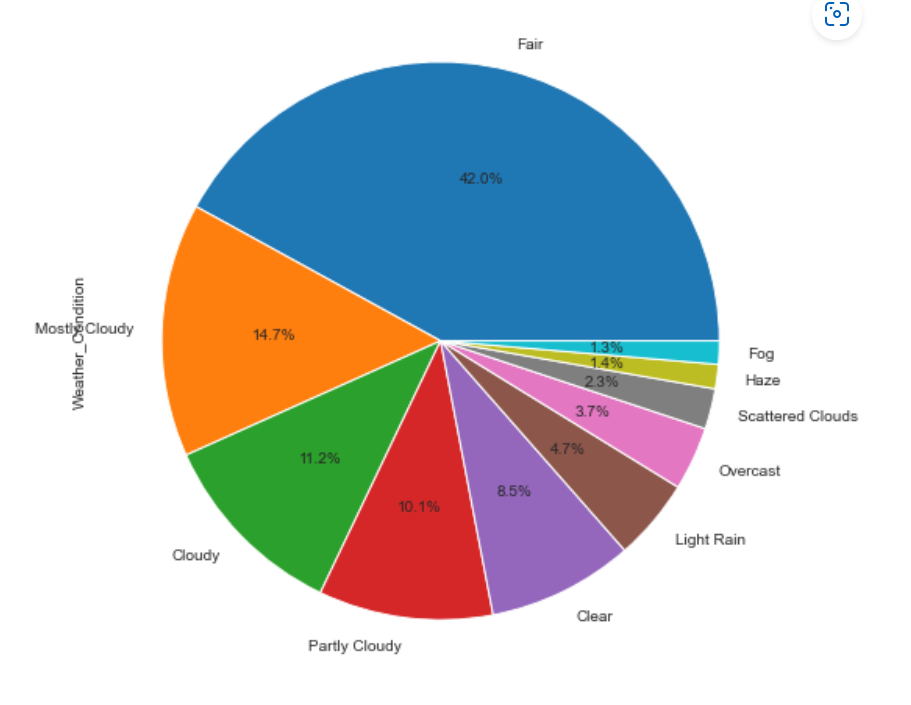 Fair
42.0%
Weather_Condition
Mostly Cloudy
14.7%
1.3%
Fog
1.4%
Haze
2.3%
Scattered Clouds
3.7%
Overcast
4.7%
Light Rain
11.2%
Cloudy
10.1%
Partly Cloudy
8.5%
Clear